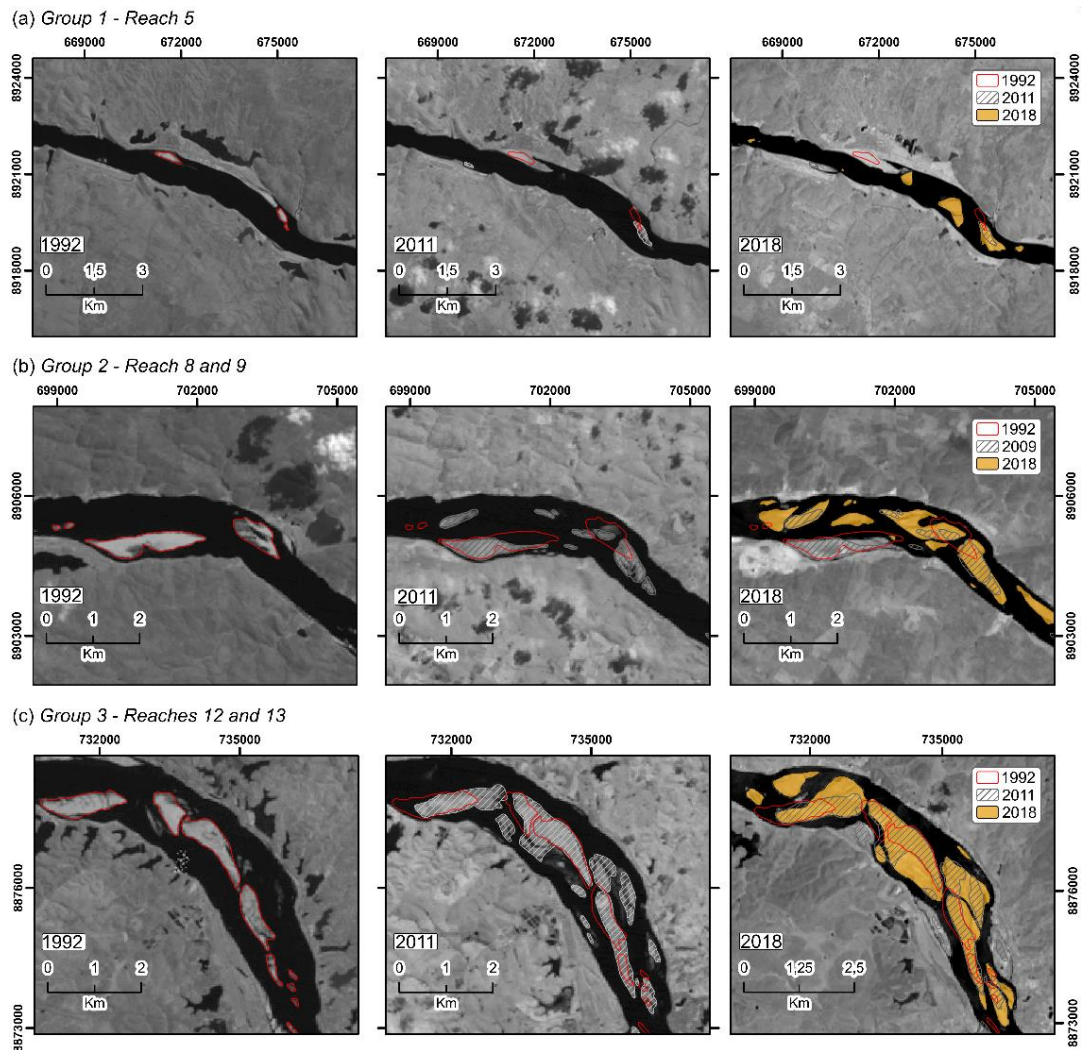 (a) Group 1 - Reach 5
669000 672000 675000 669000 672000 675000 669000 672000 675000
8924000 8921000 8918000
1992
2011
2018
1992
0 1,5 3
Km
2011
0 1,5 3
Km
2018
0 1,5 3
Km
8924000 8921000 8918000
(b) Group 2 - Reach 8 and 9
699000 702000 705000 699000 702000 705000 699000 702000 705000
8906000 8903000
1992
2009
2018
1992
0 1 2
Km
2011
0 1 2
Km
2018
0 1 2
Km
8906000 8903000
(c) Group 3 - Reaches 12 and 13
732000 735000 732000 735000 732000 735000
8876000 8873000
1992
2011
2018
1992
0 1 2
Km
2011
0 1 2
Km
2018
0 1,25 2,5
Km
8876000 8873000